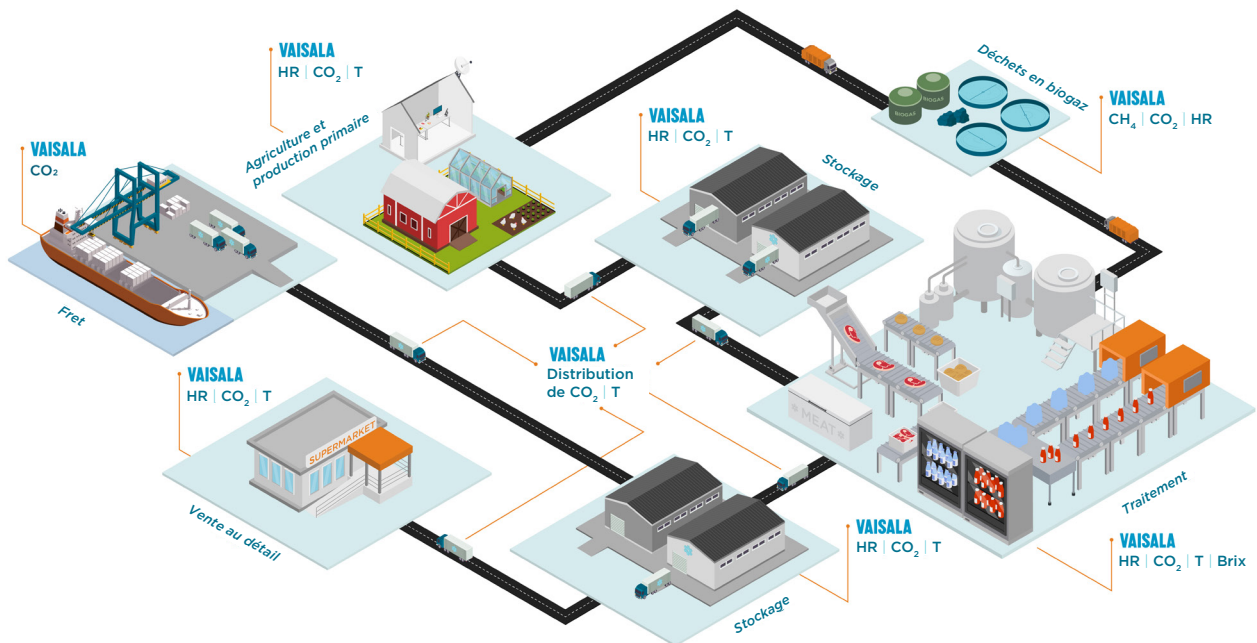 VAISALA
HR | CO₂ | T
Agriculture et
production primaire
Déchets en biogaz
BIOGAZ
BIOGAZ
VAISALA
CH₄ | CO₂ | HR
VAISALA
HR | CO₂ | T
Stockage
VAISALA
CO₂
Fret
VAISALA
Distribution
de CO₂ | T
VAISALA
HR | CO₂ | T
SUPERMARKET
Vente au détail
MEAT
Traitement
VAISALA
HR | CO₂ | T | Brix
VAISALA
HR | CO₂ | T
Stockage